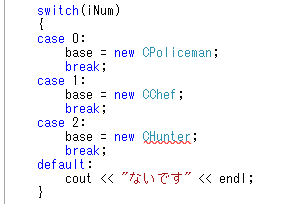 switch(iNum)
{
case 0:
    base = new CPoliceman;
    break;
case 1:
    base = new CChef;
    break;
case 2:
    base = new CHunter;
    break;
default:
    cout << "ないです" << endl;
}